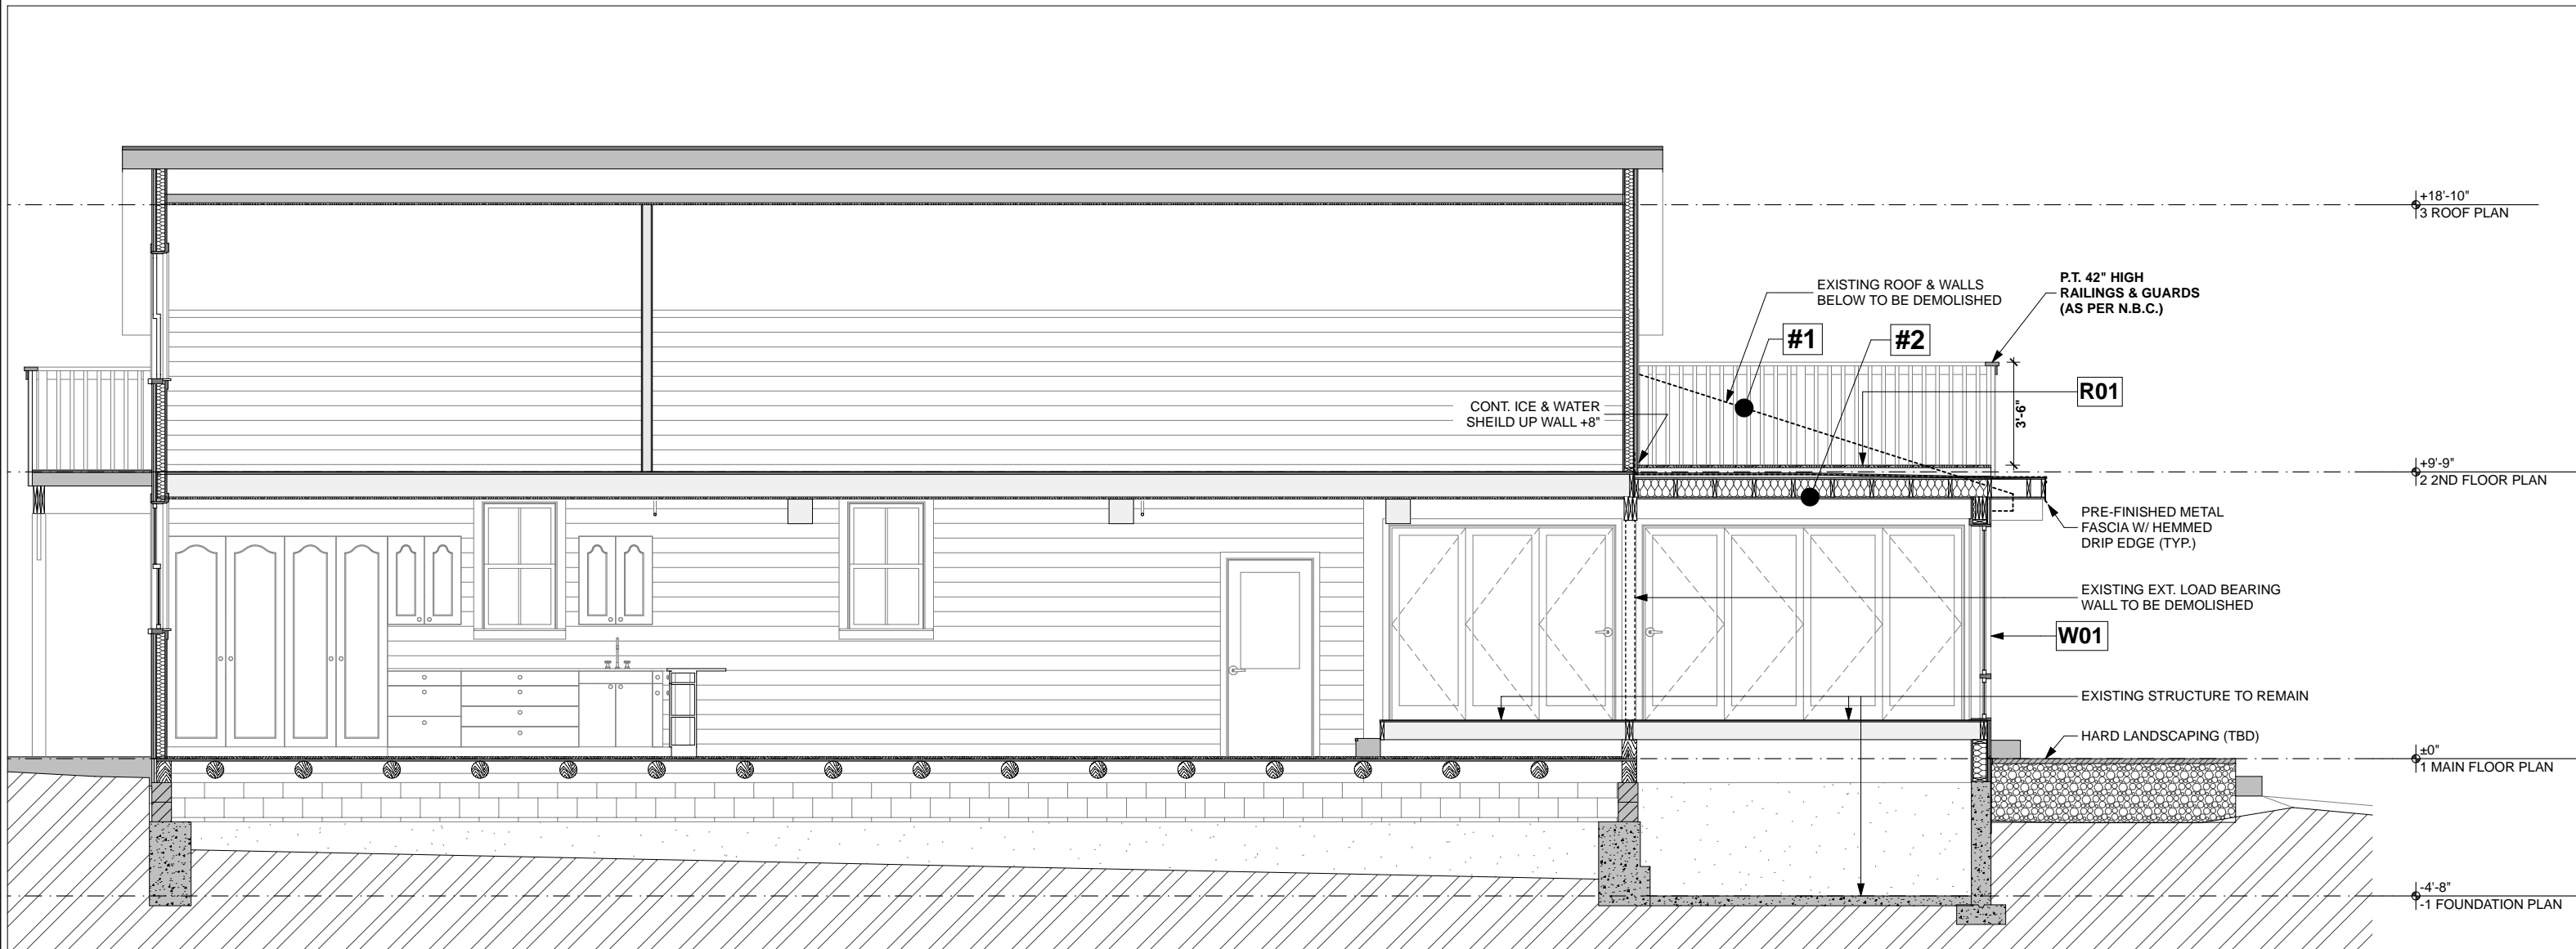 +18'-10"
3 ROOF PLAN
EXISTING ROOF & WALLS
BELOW TO BE DEMOLISHED
P.T. 42" HIGH
RAILINGS & GUARDS
(AS PER N.B.C.)
#1
#2
R01
CONT. ICE & WATER
SHEILD UP WALL +8"
3'-6"
+9'-9"
2 2ND FLOOR PLAN
PRE-FINISHED METAL
FASCIA W/ HEMMED
DRIP EDGE (TYP.)
EXISTING EXT. LOAD BEARING
WALL TO BE DEMOLISHED
W01
EXISTING STRUCTURE TO REMAIN
HARD LANDSCAPING (TBD)
±0"
1 MAIN FLOOR PLAN
-4'-8"
-1 FOUNDATION PLAN